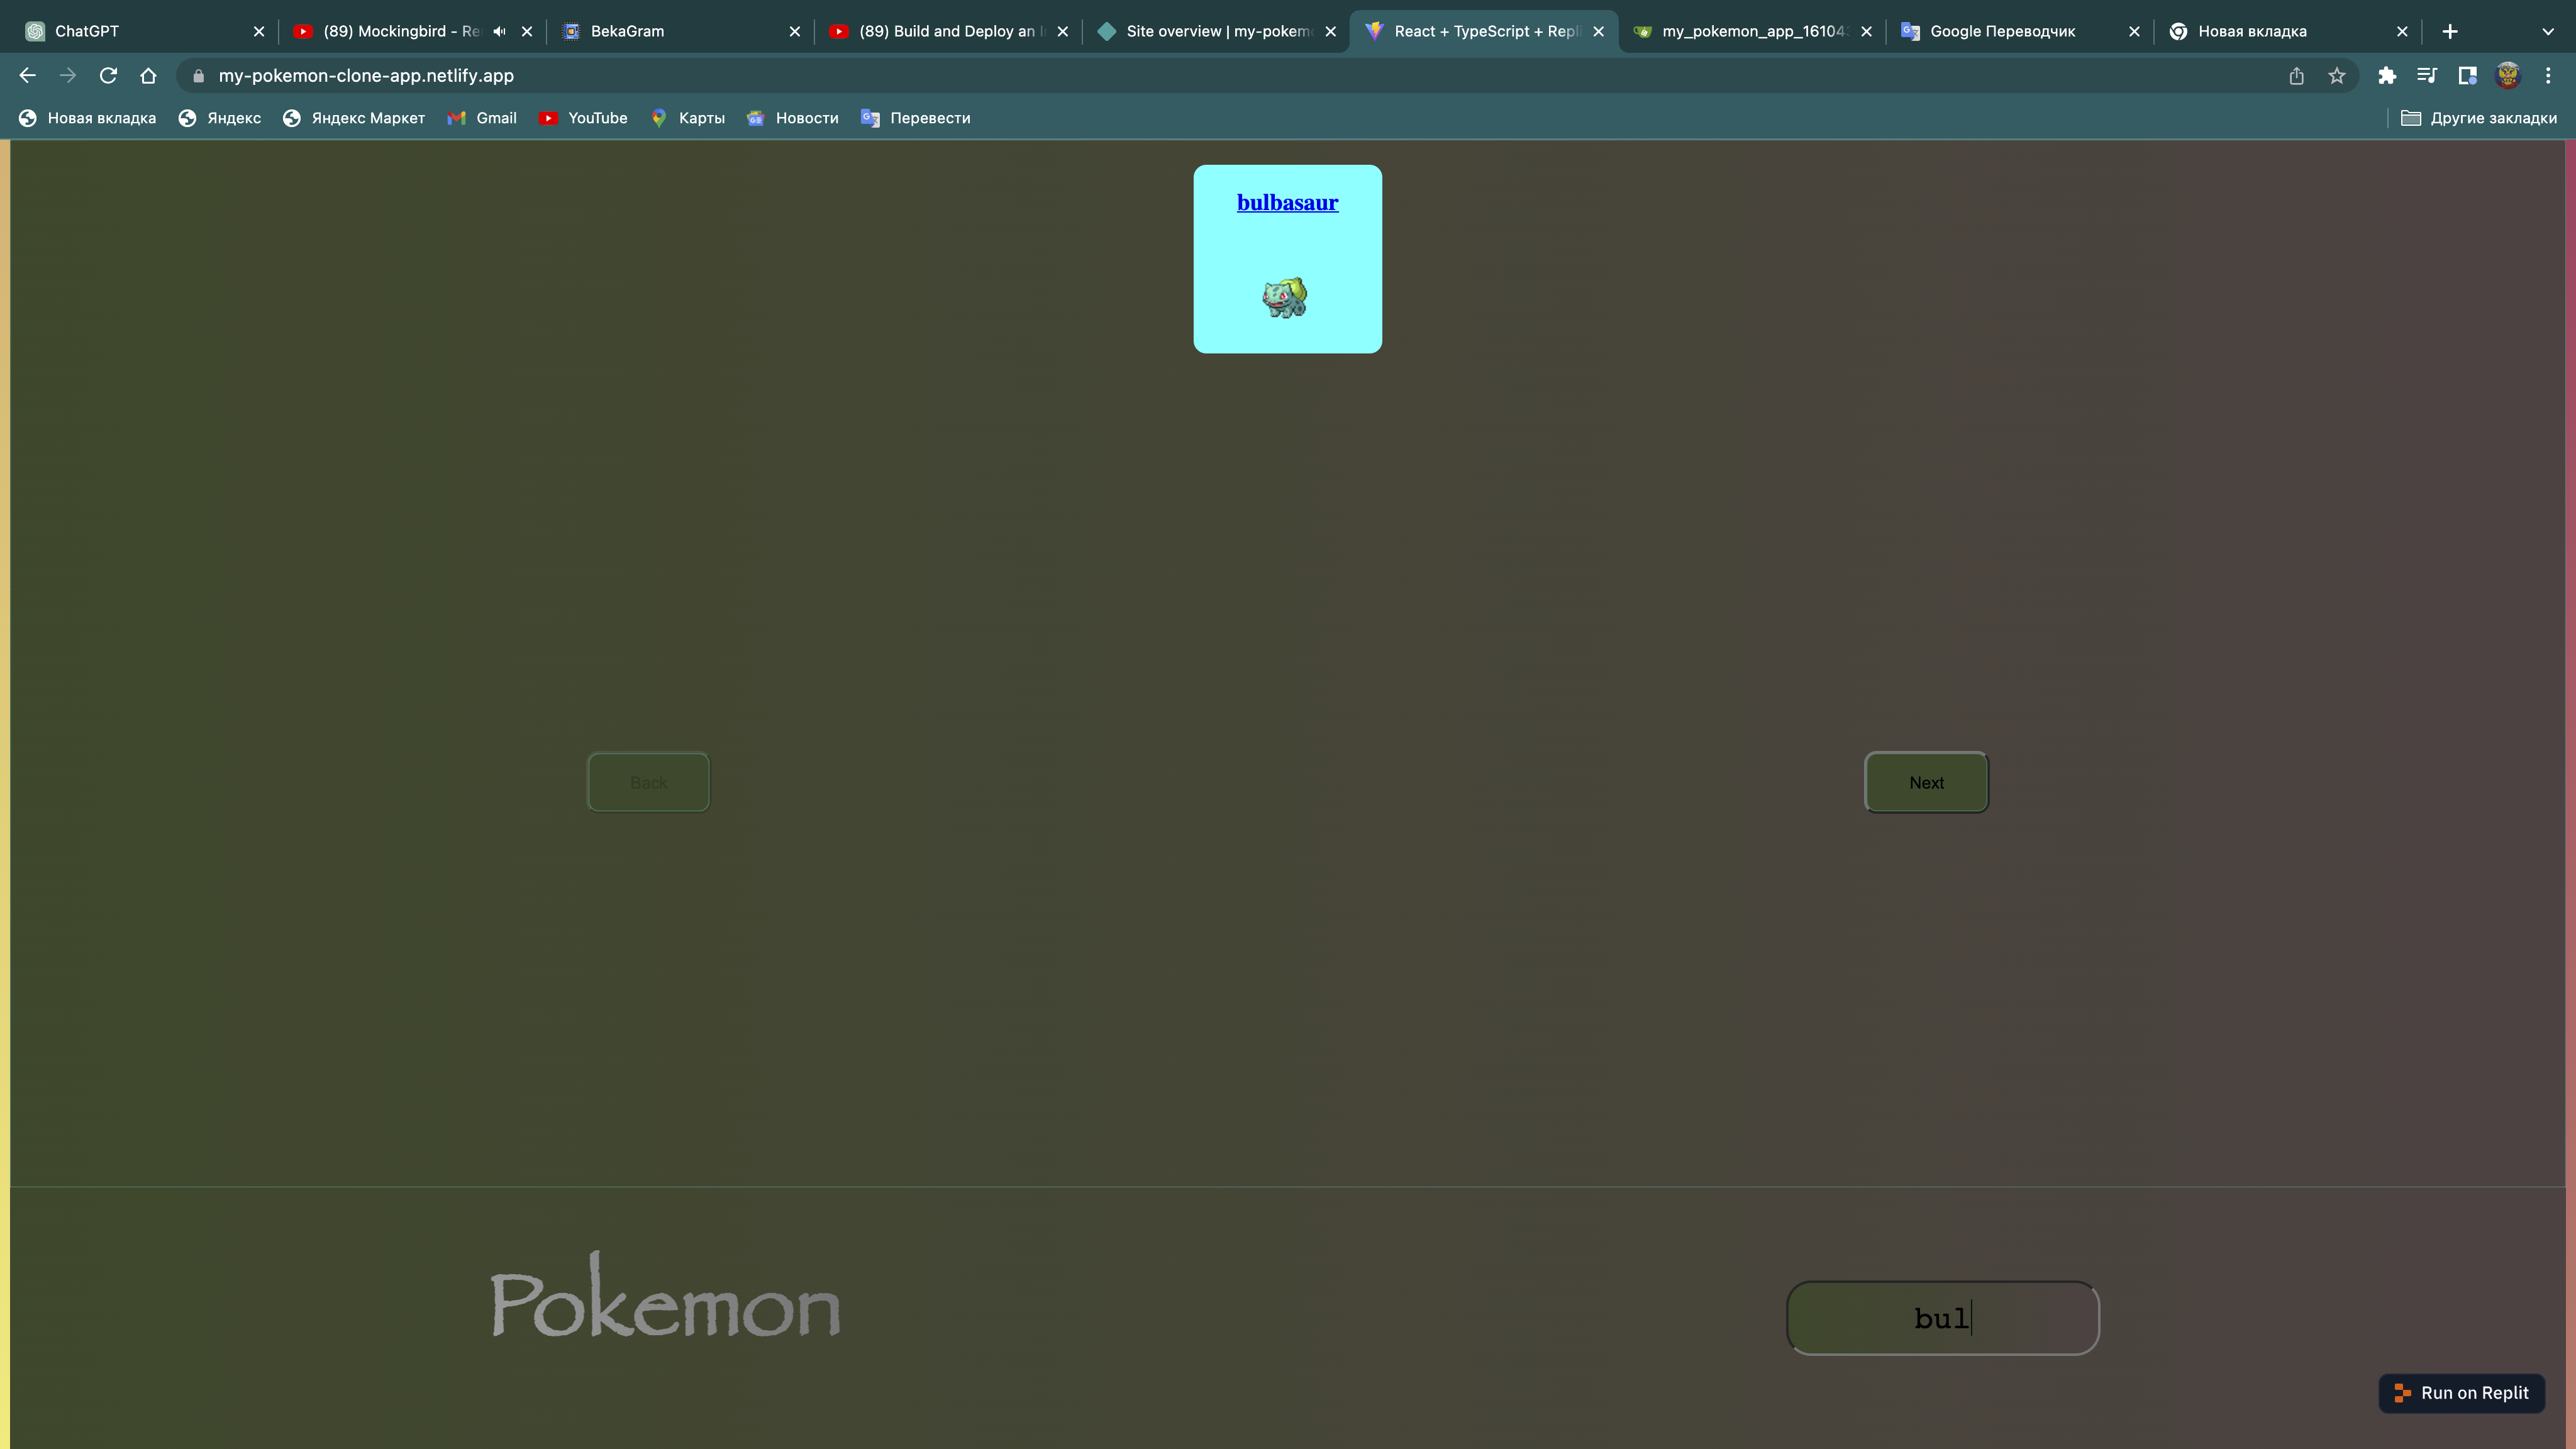 ChatGPT
(89) Mockingbird - Re
BekaGram
(89) Build and Deploy an I
Site overview | my-pokem
React + TypeScript + Repli
my_pokemon_app_16104
Google Переводчик
Новая вкладка
my-pokemon-clone-app.netlify.app
Новая вкладка
Яндекс
Яндекс Маркет
Gmail
YouTube
Карты
Новости
Перевести
Другие закладки
bulbasaur
Back
Next
Pokemon
bul
Run on Replit